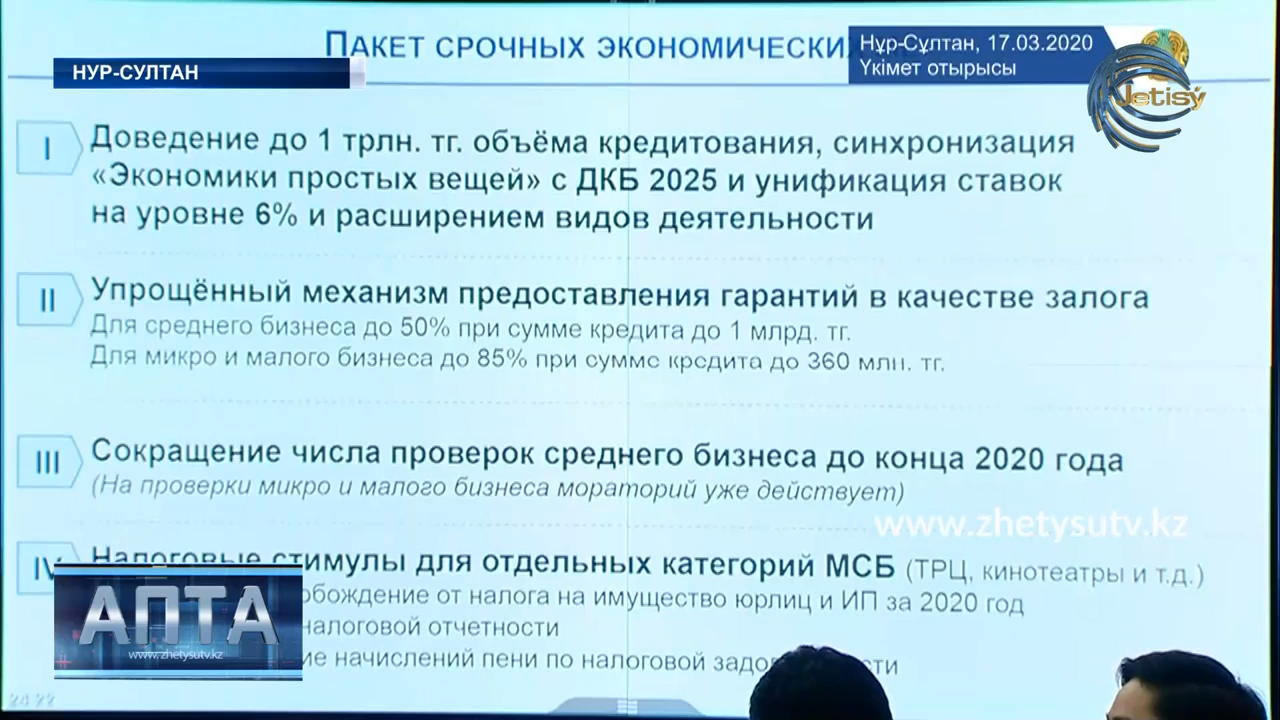 ПАКЕТ СРОЧНЫХ ЭКОНОМИЧЕСКИХ
Нұр-Сұлтан, 17.03.2020
Үкімет отырысы
НУР-СУЛТАН
Jetisý
I
Доведение до 1 трлн. тг. объёма кредитования, синхронизация
«Экономики простых вещей» с ДКБ 2025 и унификация ставок
на уровне 6% и расширением видов деятельности
II
Упрощённый механизм предоставления гарантий в качестве залога
Для среднего бизнеса до 50% при сумме кредита до 1 млрд. тг.
Для микро и малого бизнеса до 85% при сумме кредита до 360 млн. тг.
III
Сокращение числа проверок среднего бизнеса до конца 2020 года
(На проверки микро и малого бизнеса мораторий уже действует)
www.zhetysutv.kz
IV
Налоговые стимулы для отдельных категорий МСБ (ТРЦ, кинотеатры и т.д.)
обождение от налога на имущество юрлиц и ИП за 2020 год
налоговой отчетности
ие начислений пени по налоговой задо сти
АПТА
www.zhetysutv.kz